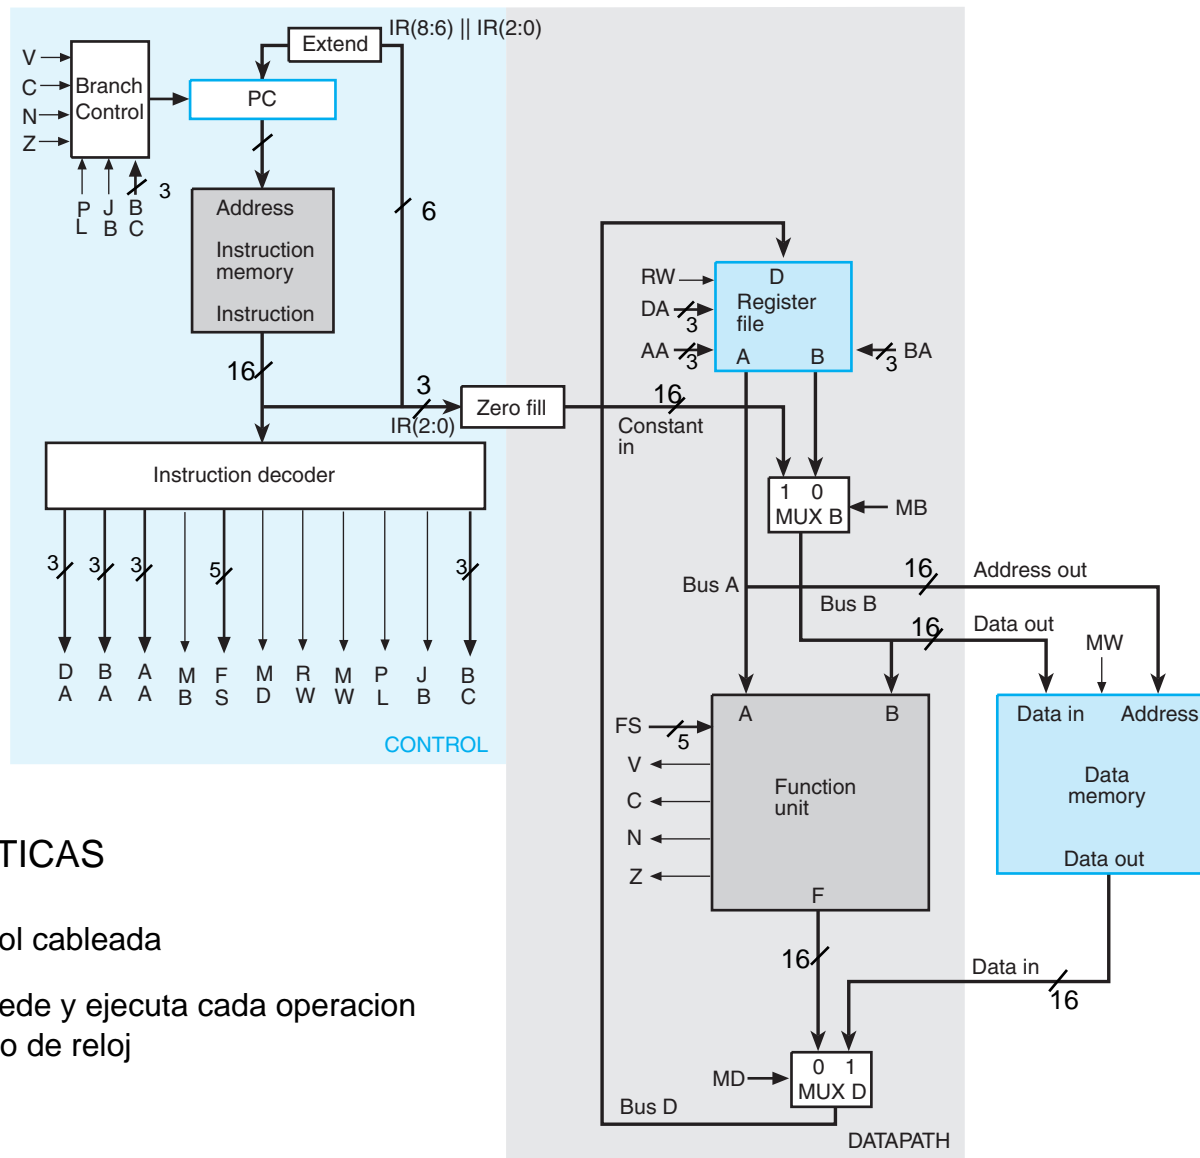 IR(8:6) || IR(2:0)
Extend
V
C
N
Z
Branch
Control
PC
P
L
J
B
B
C
3
6
Address
Instruction
memory
Instruction
16
3
IR(2:0)
Zero fill
Instruction decoder
3
3
3
5
3
D
A
B
A
A
A
M
B
F
S
M
D
R
W
M
W
P
L
J
B
B
C
CONTROL
RW
DA
3
AA
3
D
Register
file
A
B
3
BA
16
Constant
in
1 0
MUX B
MB
Bus A
16
Address out
Bus B
16
Data out
MW
FS
5
V
C
N
Z
A
B
Function
unit
F
Data in
Address
Data
memory
Data out
16
Data in
16
MD
0 1
MUX D
Bus D
DATAPATH
TICAS
ol cableada
ede y ejecuta cada operacion
o de reloj